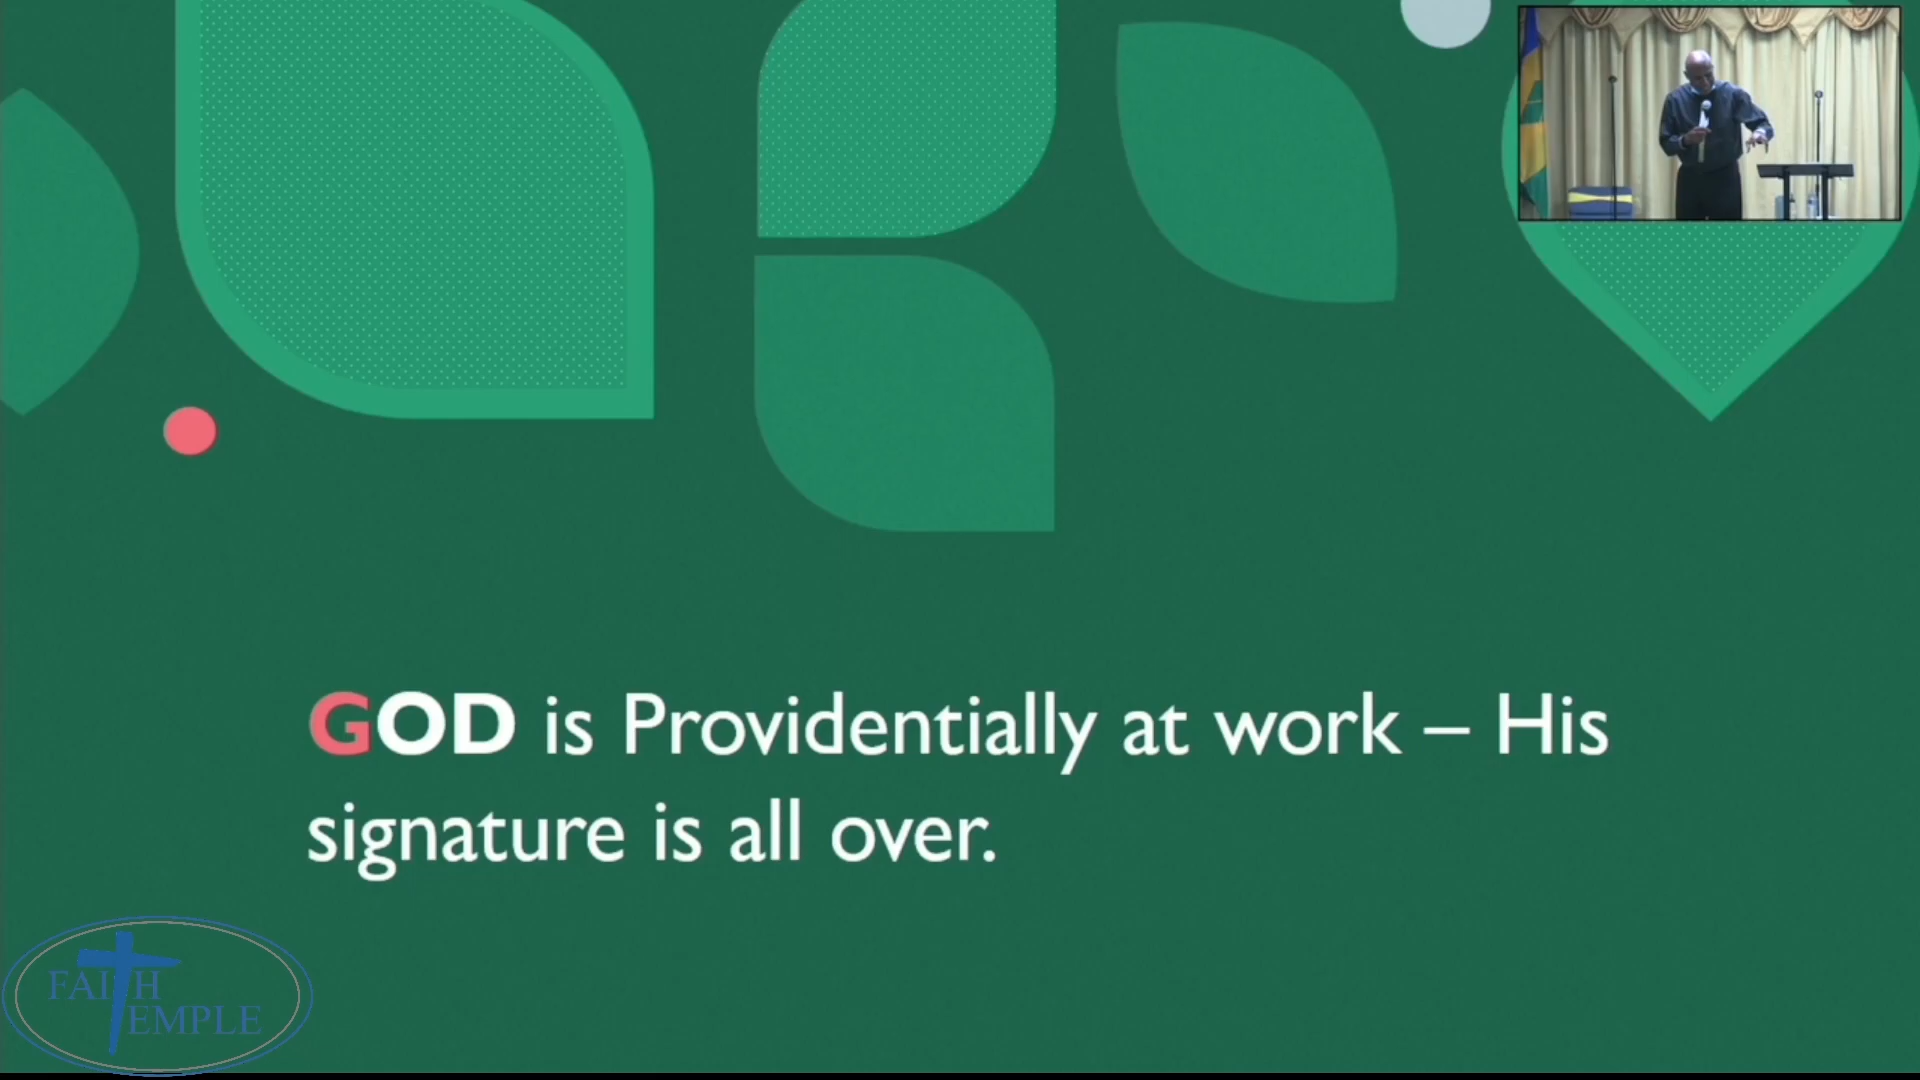 GOD is Providentially at work – His
signature is all over.
FAITH
TEMPLE